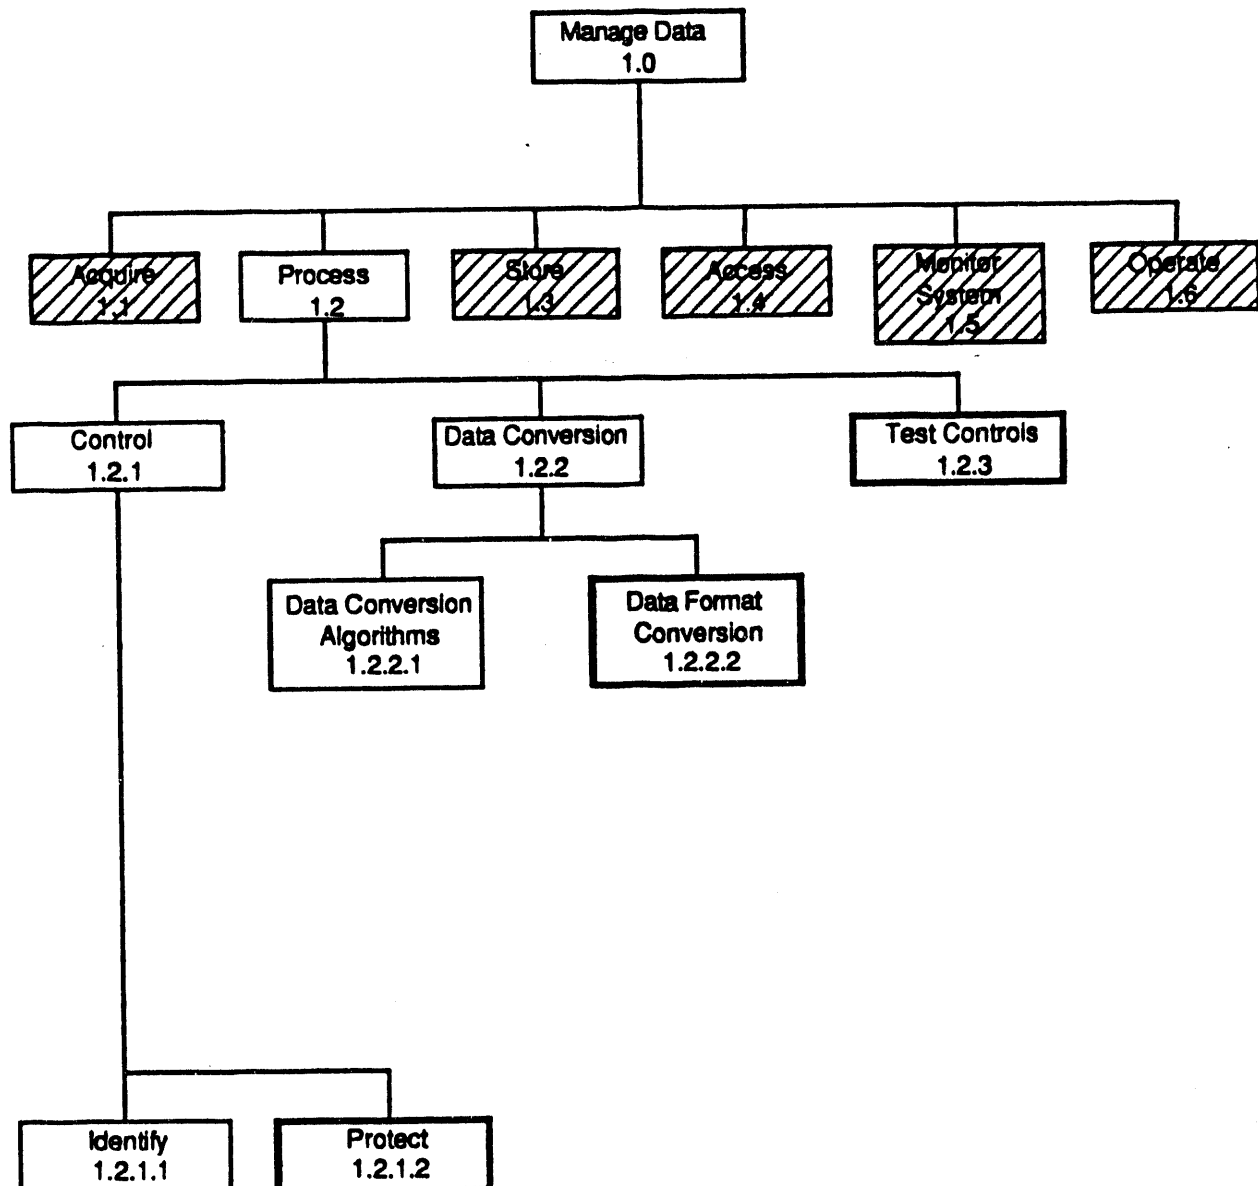 Manage Data
1.0
Acquire
1.1
Process
1.2
Store
1.3
Access
1.4
Monitor
System
1.5
Operate
1.6
Control
1.2.1
Data Conversion
1.2.2
Test Controls
1.2.3
Data Conversion
Algorithms
1.2.2.1
Data Format
Conversion
1.2.2.2
Identify
1.2.1.1
Protect
1.2.1.2